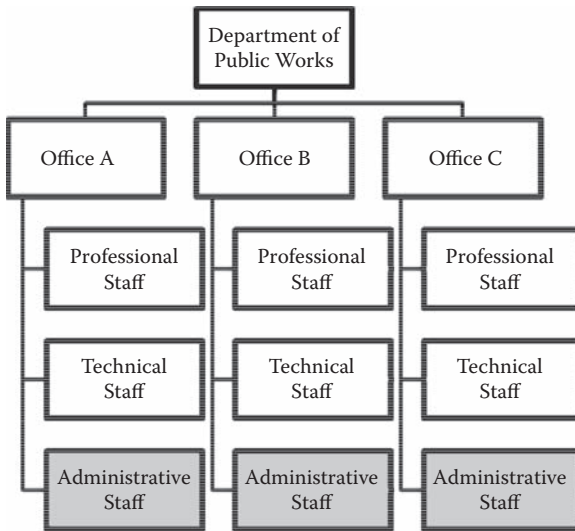 Department of
Public Works
Office A
Office B
Office C
Professional
Staff
Professional
Staff
Professional
Staff
Technical
Staff
Technical
Staff
Technical
Staff
Administrative
Staff
Administrative
Staff
Administrative
Staff